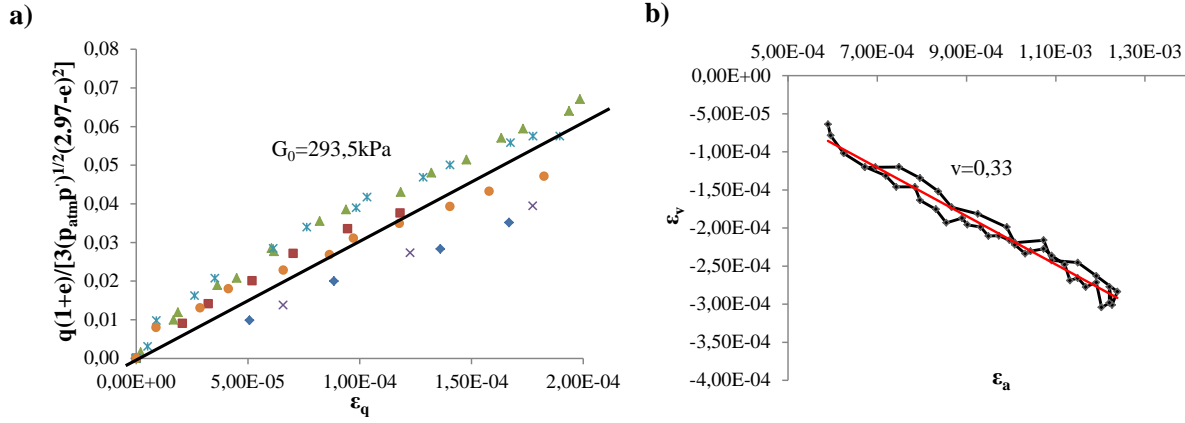 a)
q(1+e)/[3(p_atm p')^1/2(2.97-e)^2]
0,08
0,07
0,06
0,05
0,04
0,03
0,02
0,01
0,00
G₀=293,5kPa
0,00E+00 5,00E-05 1,00E-04 1,50E-04 2,00E-04
ε_q
b)
5,00E-04 7,00E-04 9,00E-04 1,10E-03 1,30E-03
0,00E+00
-5,00E-05
-1,00E-04
-1,50E-04
-2,00E-04
-2,50E-04
-3,00E-04
-3,50E-04
-4,00E-04
ε_v
v=0,33
ε_a